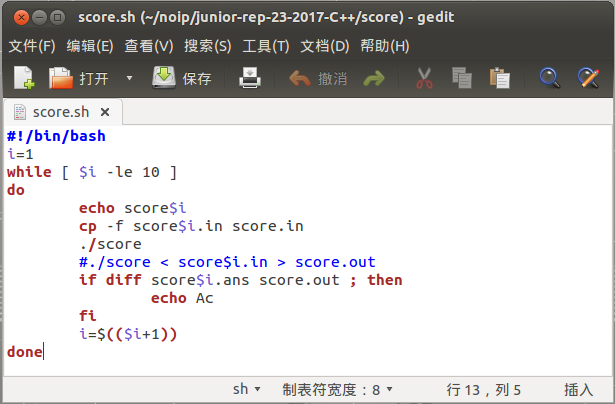 score.sh (~/noip/junior-rep-23-2017-C++/score) - gedit
文件(F) 编辑(E) 查看(V) 搜索(S) 工具(T) 文档(D) 帮助(H)
打开 保存 撤消
score.sh
#!/bin/bash
i=1
while [ $i -le 10 ]
do
        echo score$i
        cp -f score$i.in score.in
        ./score
        #./score < score$i.in > score.out
        if diff score$i.ans score.out ; then
                echo Ac
        fi
        i=$(($i+1))
done
sh 制表符宽度：8 行 13，列 5 插入